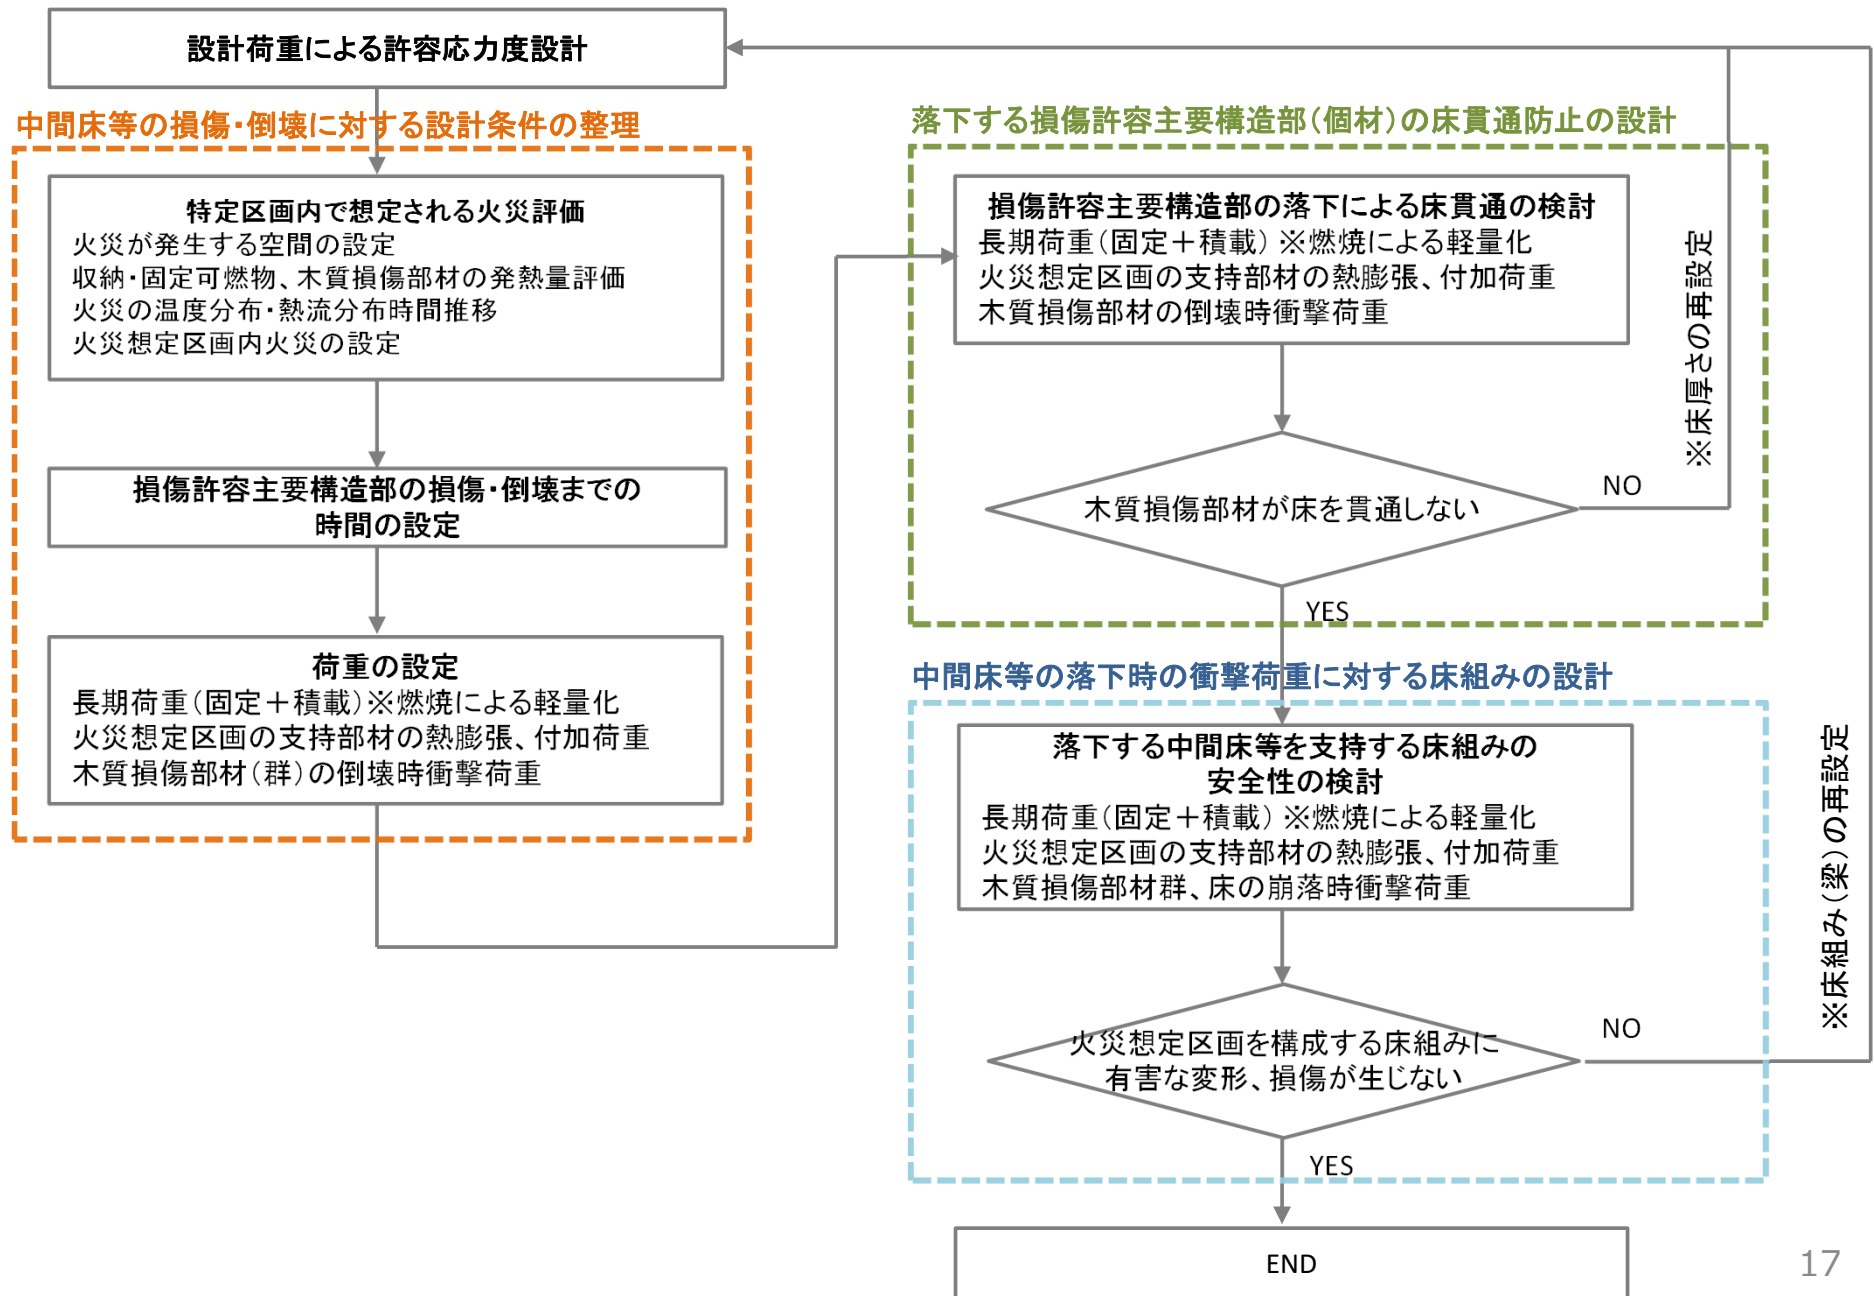 設計荷重による許容応力度設計
中間床等の損傷・倒壊に対する設計条件の整理
特定区画内で想定される火災評価
火災が発生する空間の設定
収納・固定可燃物、木質損傷部材の発熱量評価
火災の温度分布・熱流分布時間推移
火災想定区画内火災の設定
損傷許容主要構造部の損傷・倒壊までの
時間の設定
荷重の設定
長期荷重（固定＋積載）※燃焼による軽量化
火災想定区画の支持部材の熱膨張、付加荷重
木質損傷部材（群）の倒壊時衝撃荷重
落下する損傷許容主要構造部（個材）の床貫通防止の設計
損傷許容主要構造部の落下による床貫通の検討
長期荷重（固定＋積載）※燃焼による軽量化
火災想定区画の支持部材の熱膨張、付加荷重
木質損傷部材の倒壊時衝撃荷重
木質損傷部材が床を貫通しない
NO
※床厚さの再設定
YES
中間床等の落下時の衝撃荷重に対する床組みの設計
落下する中間床等を支持する床組みの
安全性の検討
長期荷重（固定＋積載）※燃焼による軽量化
火災想定区画の支持部材の熱膨張、付加荷重
木質損傷部材群、床の崩落時衝撃荷重
火災想定区画を構成する床組みに
有害な変形、損傷が生じない
NO
※床組み（梁）の再設定
YES
END
17